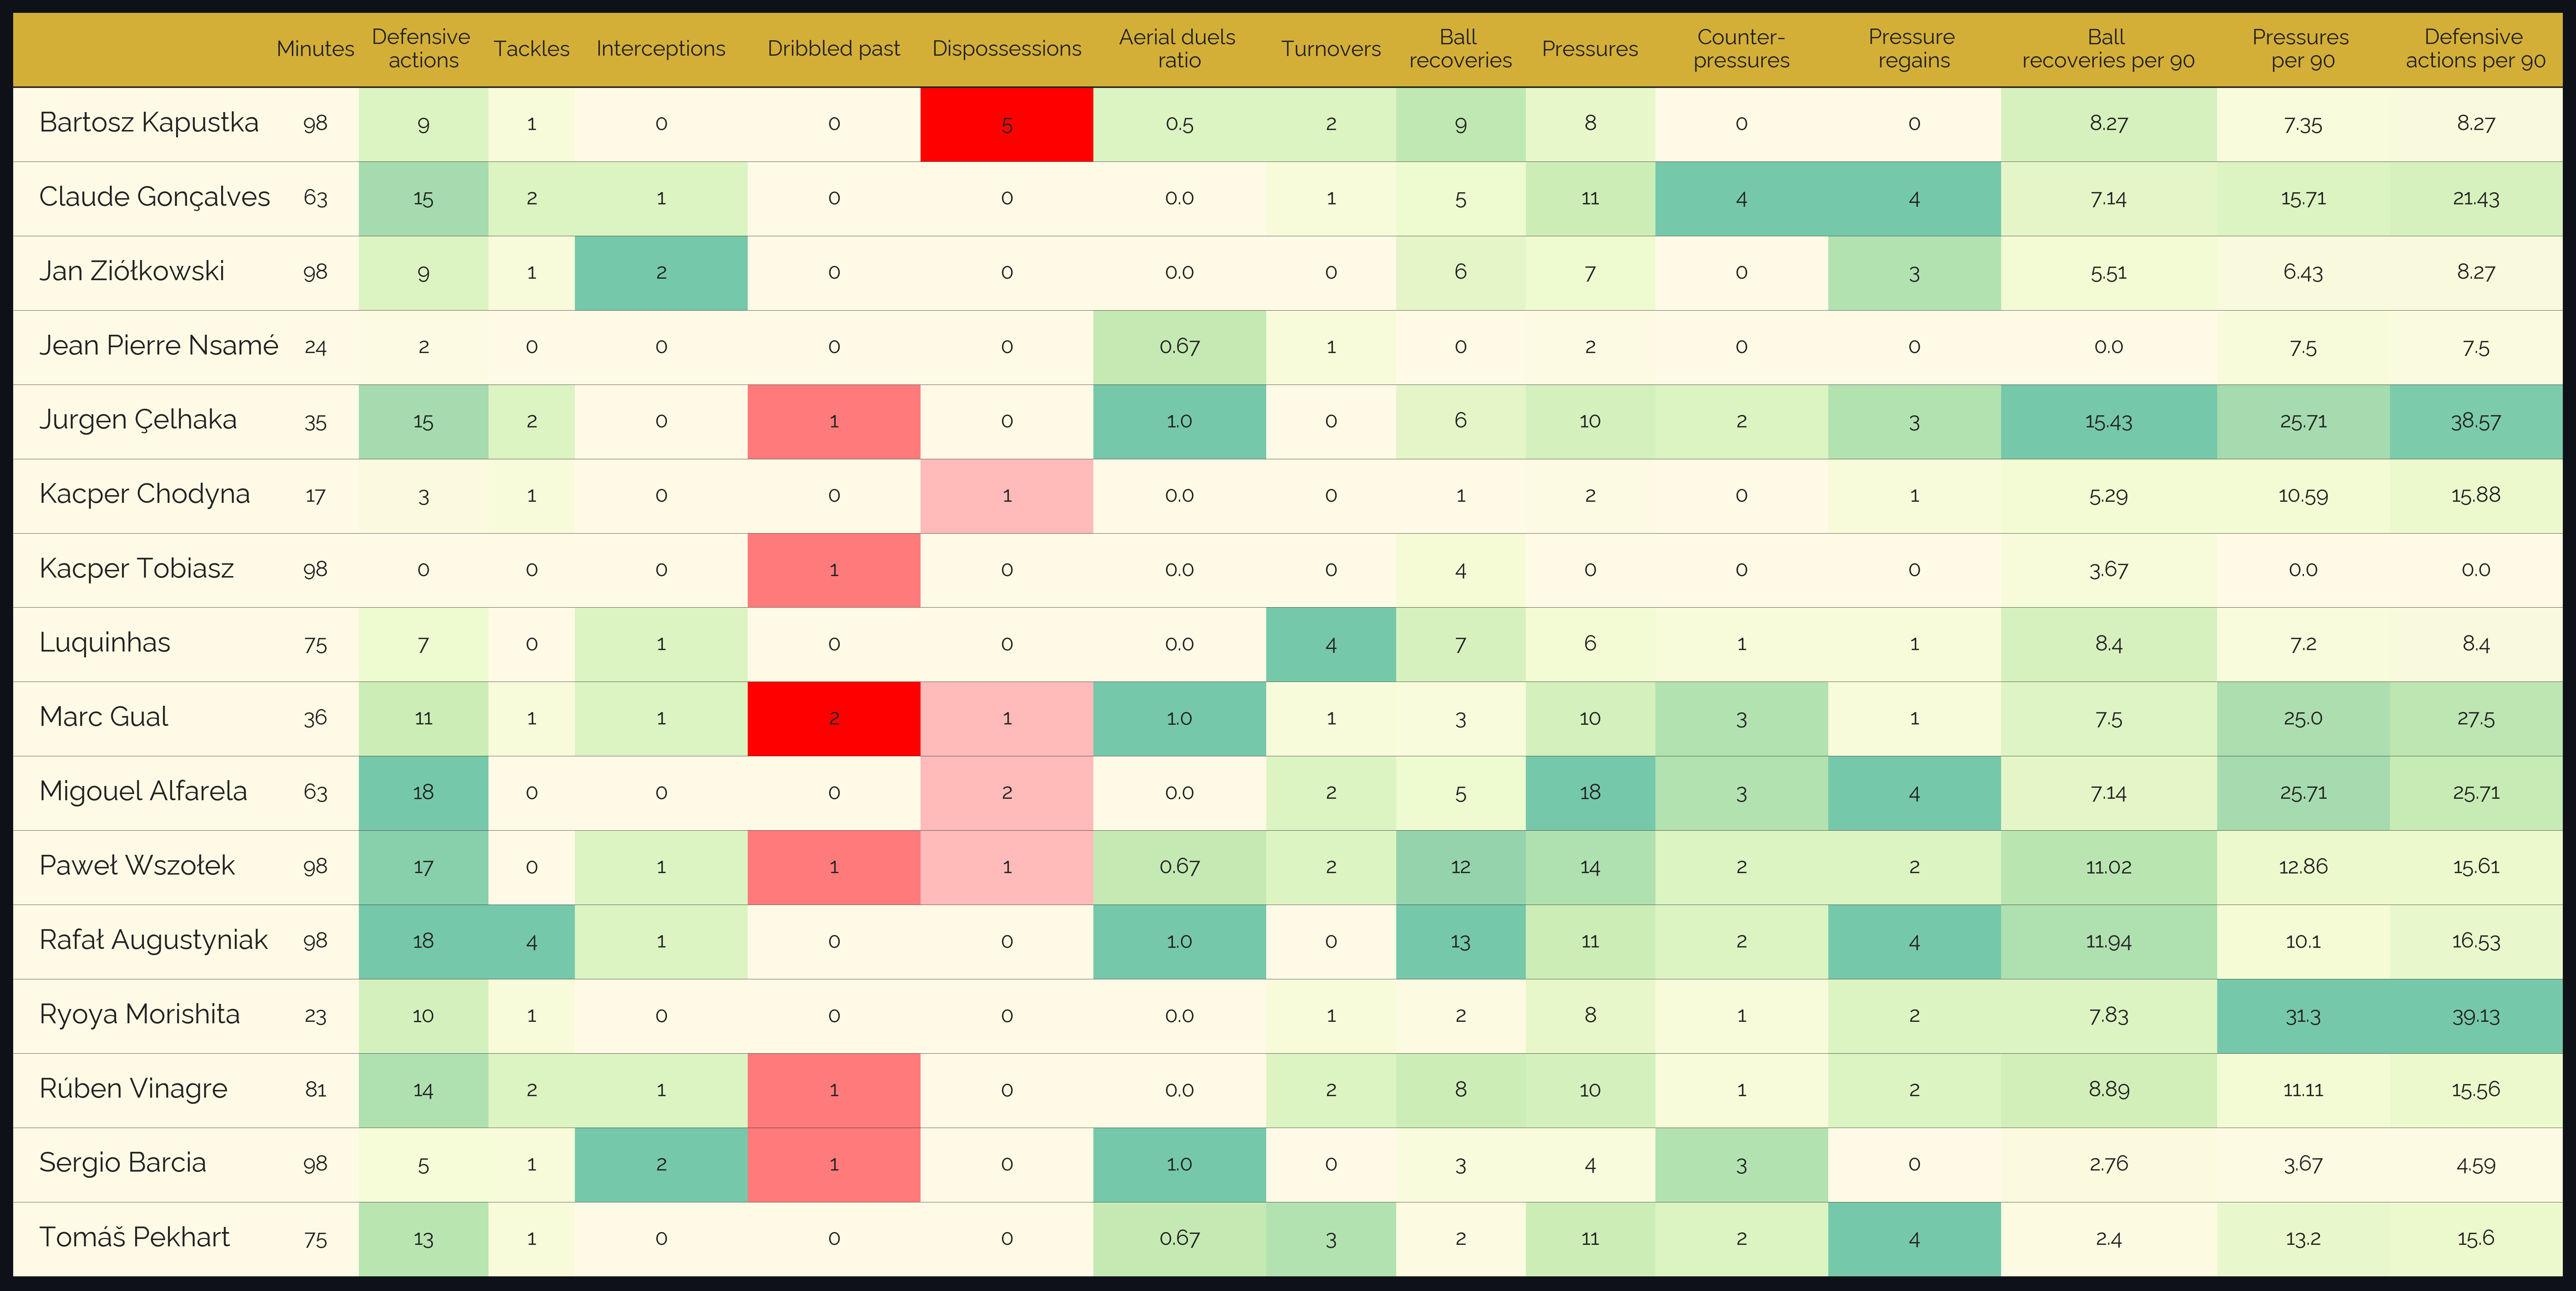 Minutes Defensive actions Tackles Interceptions Dribbled past Dispossessions Aerial duels ratio Turnovers Ball recoveries Pressures Counter-pressures Pressure regains Ball recoveries per 90 Pressures per 90 Defensive actions per 90
Bartosz Kapustka 98 9 1 0 0 5 0.5 2 9 8 0 0 8.27 7.35 8.27
Claude Gonçalves 63 15 2 1 0 0 0.0 1 5 11 4 4 7.14 15.71 21.43
Jan Ziółkowski 98 9 1 2 0 0 0.0 0 6 7 0 3 5.51 6.43 8.27
Jean Pierre Nsamé 24 2 0 0 0 0 0.67 1 0 2 0 0 0.0 7.5 7.5
Jurgen Çelhaka 35 15 2 0 1 0 1.0 0 6 10 2 3 15.43 25.71 38.57
Kacper Chodyna 17 3 1 0 0 1 0.0 0 1 2 0 1 5.29 10.59 15.88
Kacper Tobiasz 98 0 0 0 1 0 0.0 0 4 0 0 0 3.67 0.0 0.0
Luquinhas 75 7 0 1 0 0 0.0 4 7 6 1 1 8.4 7.2 8.4
Marc Gual 36 11 1 1 2 1 1.0 1 3 10 3 1 7.5 25.0 27.5
Migouel Alfarela 63 18 0 0 0 2 0.0 2 5 18 3 4 7.14 25.71 25.71
Paweł Wszołek 98 17 0 1 1 1 0.67 2 12 14 2 2 11.02 12.86 15.61
Rafał Augustyniak 98 18 4 1 0 0 1.0 0 13 11 2 4 11.94 10.1 16.53
Ryoya Morishita 23 10 1 0 0 0 0.0 1 2 8 1 2 7.83 31.3 39.13
Rúben Vinagre 81 14 2 1 1 0 0.0 2 8 10 1 2 8.89 11.11 15.56
Sergio Barcia 98 5 1 2 1 0 1.0 0 3 4 3 0 2.76 3.67 4.59
Tomáš Pekhart 75 13 1 0 0 0 0.67 3 2 11 2 4 2.4 13.2 15.6